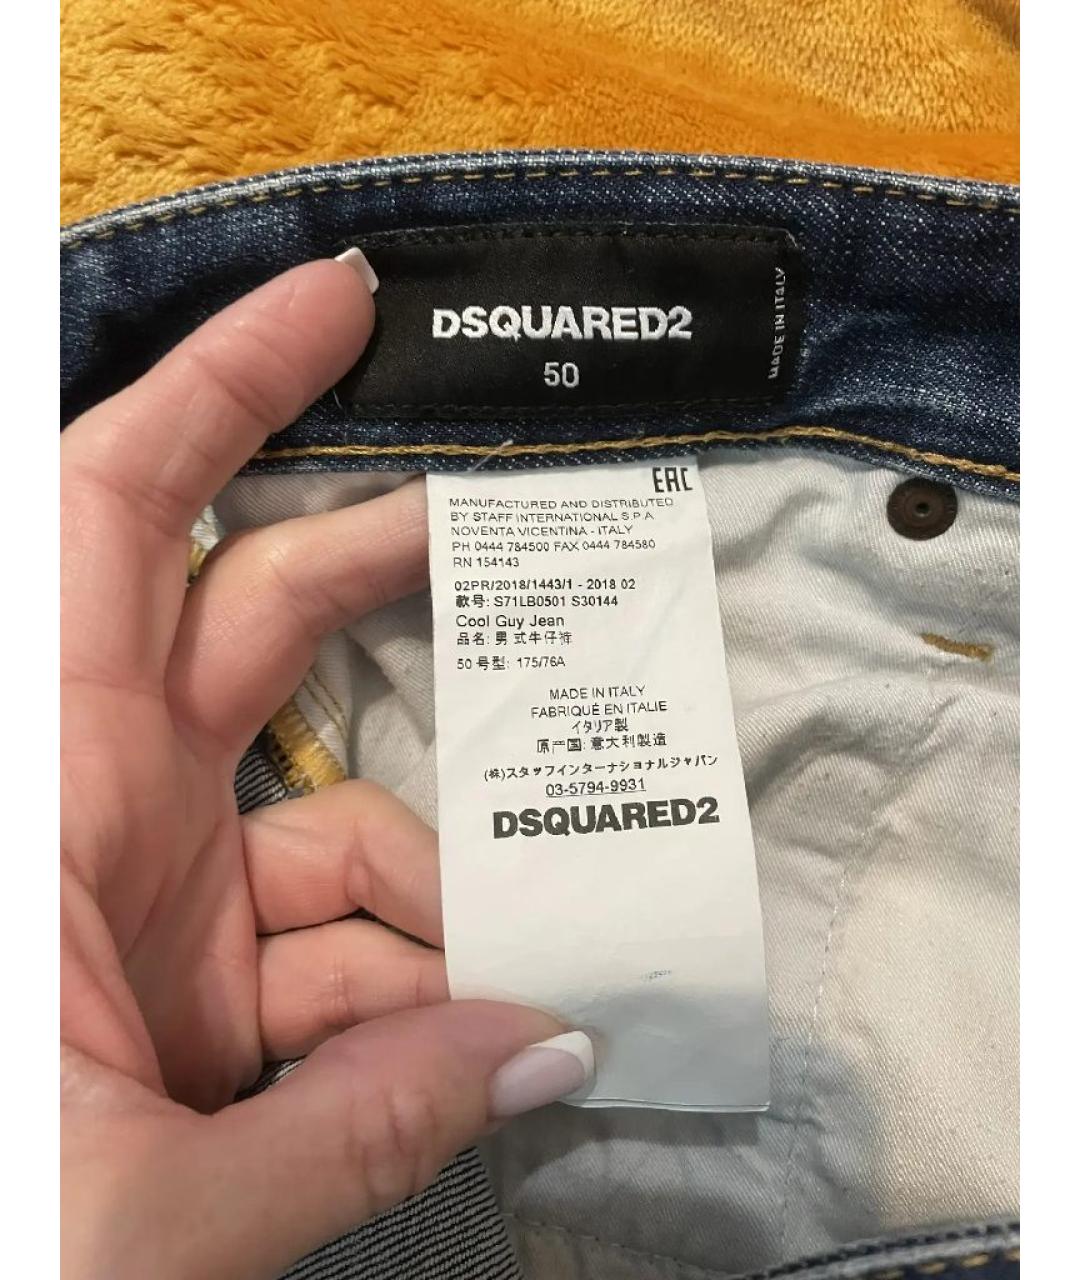 DSQUARED2
50
MADE IN ITALY
EAC
MANUFACTURED AND DISTRIBUTED
BY STAFF INTERNATIONAL S.P.A
NOVENTA VICENTINA - ITALY
PH 0444 784500 FAX 0444 784580
RN 154143
02PR/2018/1443/1 - 2018 02
款号: S71LB0501 S30144
Cool Guy Jean
品名: 男式牛仔裤
50 号型: 175/76A
MADE IN ITALY
FABRIQUÉ EN ITALIE
イタリア製
原产国: 意大利製造
(株)スタッフインターナショナルジャパン
03-5794-9931
DSQUARED2